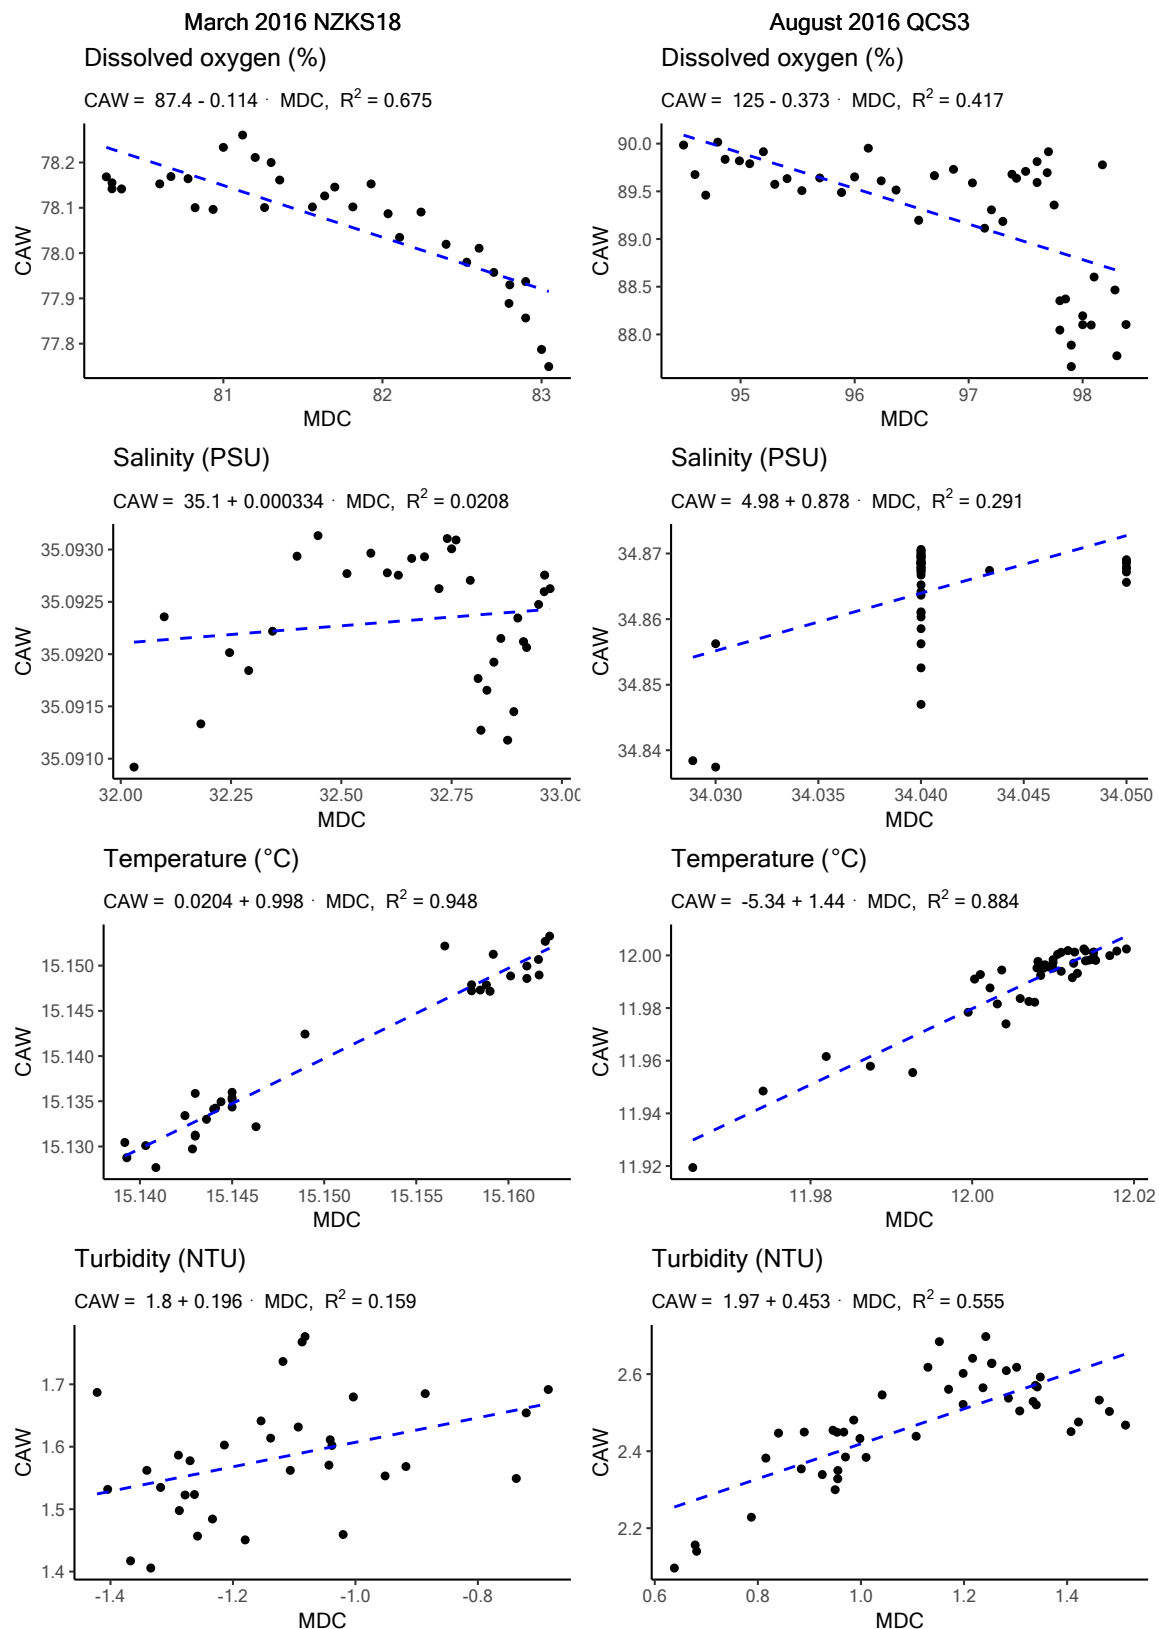 March 2016 NZKS18
August 2016 QCS3
Dissolved oxygen (%)
CAW = 87.4 - 0.114 · MDC, R² = 0.675
78.2
78.1
78.0
77.9
77.8
CAW
81 82 83
MDC
Dissolved oxygen (%)
CAW = 125 - 0.373 · MDC, R² = 0.417
90.0
89.5
89.0
88.5
88.0
CAW
95 96 97 98
MDC
Salinity (PSU)
CAW = 35.1 + 0.000334 · MDC, R² = 0.0208
35.0930
35.0925
35.0920
35.0915
35.0910
CAW
32.00 32.25 32.50 32.75 33.00
MDC
Salinity (PSU)
CAW = 4.98 + 0.878 · MDC, R² = 0.291
34.87
34.86
34.85
34.84
CAW
34.030 34.035 34.040 34.045 34.050
MDC
Temperature (°C)
CAW = 0.0204 + 0.998 · MDC, R² = 0.948
15.150
15.145
15.140
15.135
15.130
CAW
15.140 15.145 15.150 15.155 15.160
MDC
Temperature (°C)
CAW = -5.34 + 1.44 · MDC, R² = 0.884
12.00
11.98
11.96
11.94
11.92
CAW
11.98 12.00 12.02
MDC
Turbidity (NTU)
CAW = 1.8 + 0.196 · MDC, R² = 0.159
1.7
1.6
1.5
1.4
CAW
-1.4 -1.2 -1.0 -0.8
MDC
Turbidity (NTU)
CAW = 1.97 + 0.453 · MDC, R² = 0.555
2.6
2.4
2.2
CAW
0.6 0.8 1.0 1.2 1.4
MDC